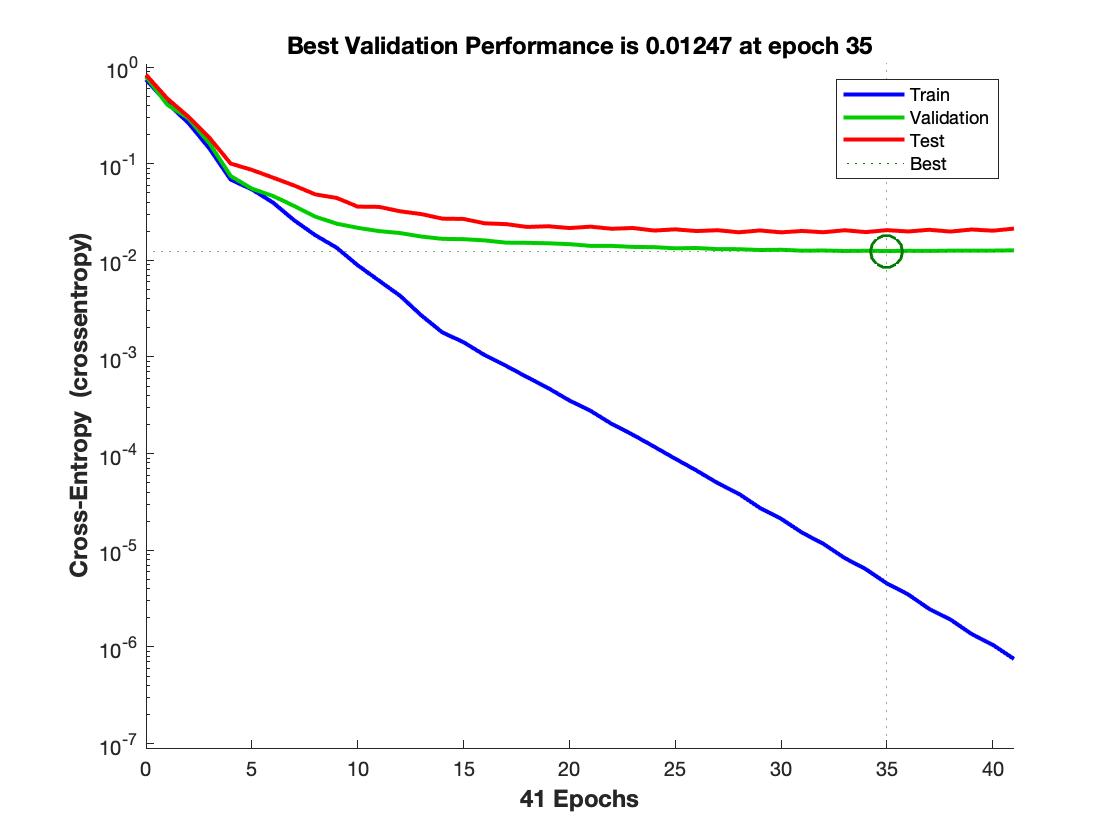 Best Validation Performance is 0.01247 at epoch 35
Train
Validation
Test
Best
Cross-Entropy (crossentropy)
10^0
10^-1
10^-2
10^-3
10^-4
10^-5
10^-6
10^-7
0 5 10 15 20 25 30 35 40
41 Epochs